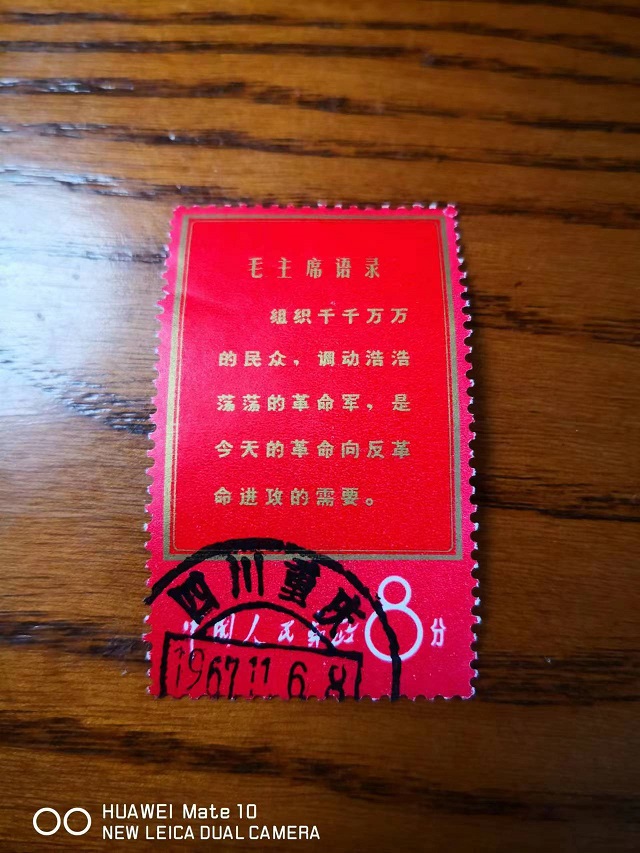 毛主席语录
组织千千万万
的民众，调动浩浩
荡荡的革命军，是
今天的革命向反革
命进攻的需要。
四川重庆
中国人民邮政 8分
1967.11.6.8
HUAWEI Mate 10
NEW LEICA DUAL CAMERA